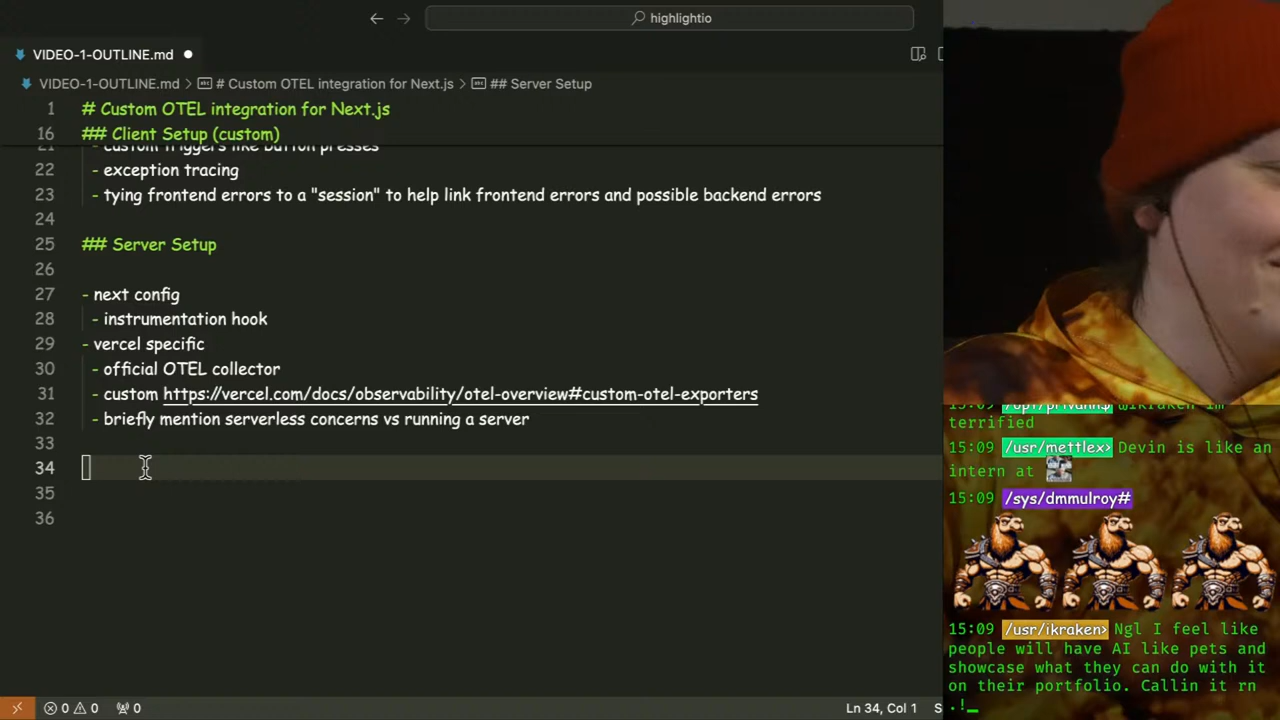 highlightio
VIDEO-1-OUTLINE.md
VIDEO-1-OUTLINE.md > # Custom OTEL integration for Next.js > ## Server Setup
1 # Custom OTEL integration for Next.js
16 ## Client Setup (custom)
21 - custom triggers like button presses
22 - exception tracing
23 - tying frontend errors to a "session" to help link frontend errors and possible backend errors
24
25 ## Server Setup
26
27 - next config
28 - instrumentation hook
29 - vercel specific
30 - official OTEL collector
31 - custom https://vercel.com/docs/observability/otel-overview#custom-otel-exporters
32 - briefly mention serverless concerns vs running a server
33
34
35
36
0 0 0
Ln 34, Col 1 S
15:09 /opt/privann$ @ikraken im
terrified
15:09 /usr/mettlex> Devin is like an
intern at
15:09 /sys/dmmulroy#
15:09 /usr/ikraken> Ngl I feel like
people will have AI like pets and
showcase what they can do with it
on their portfolio. Callin it rn
.!_